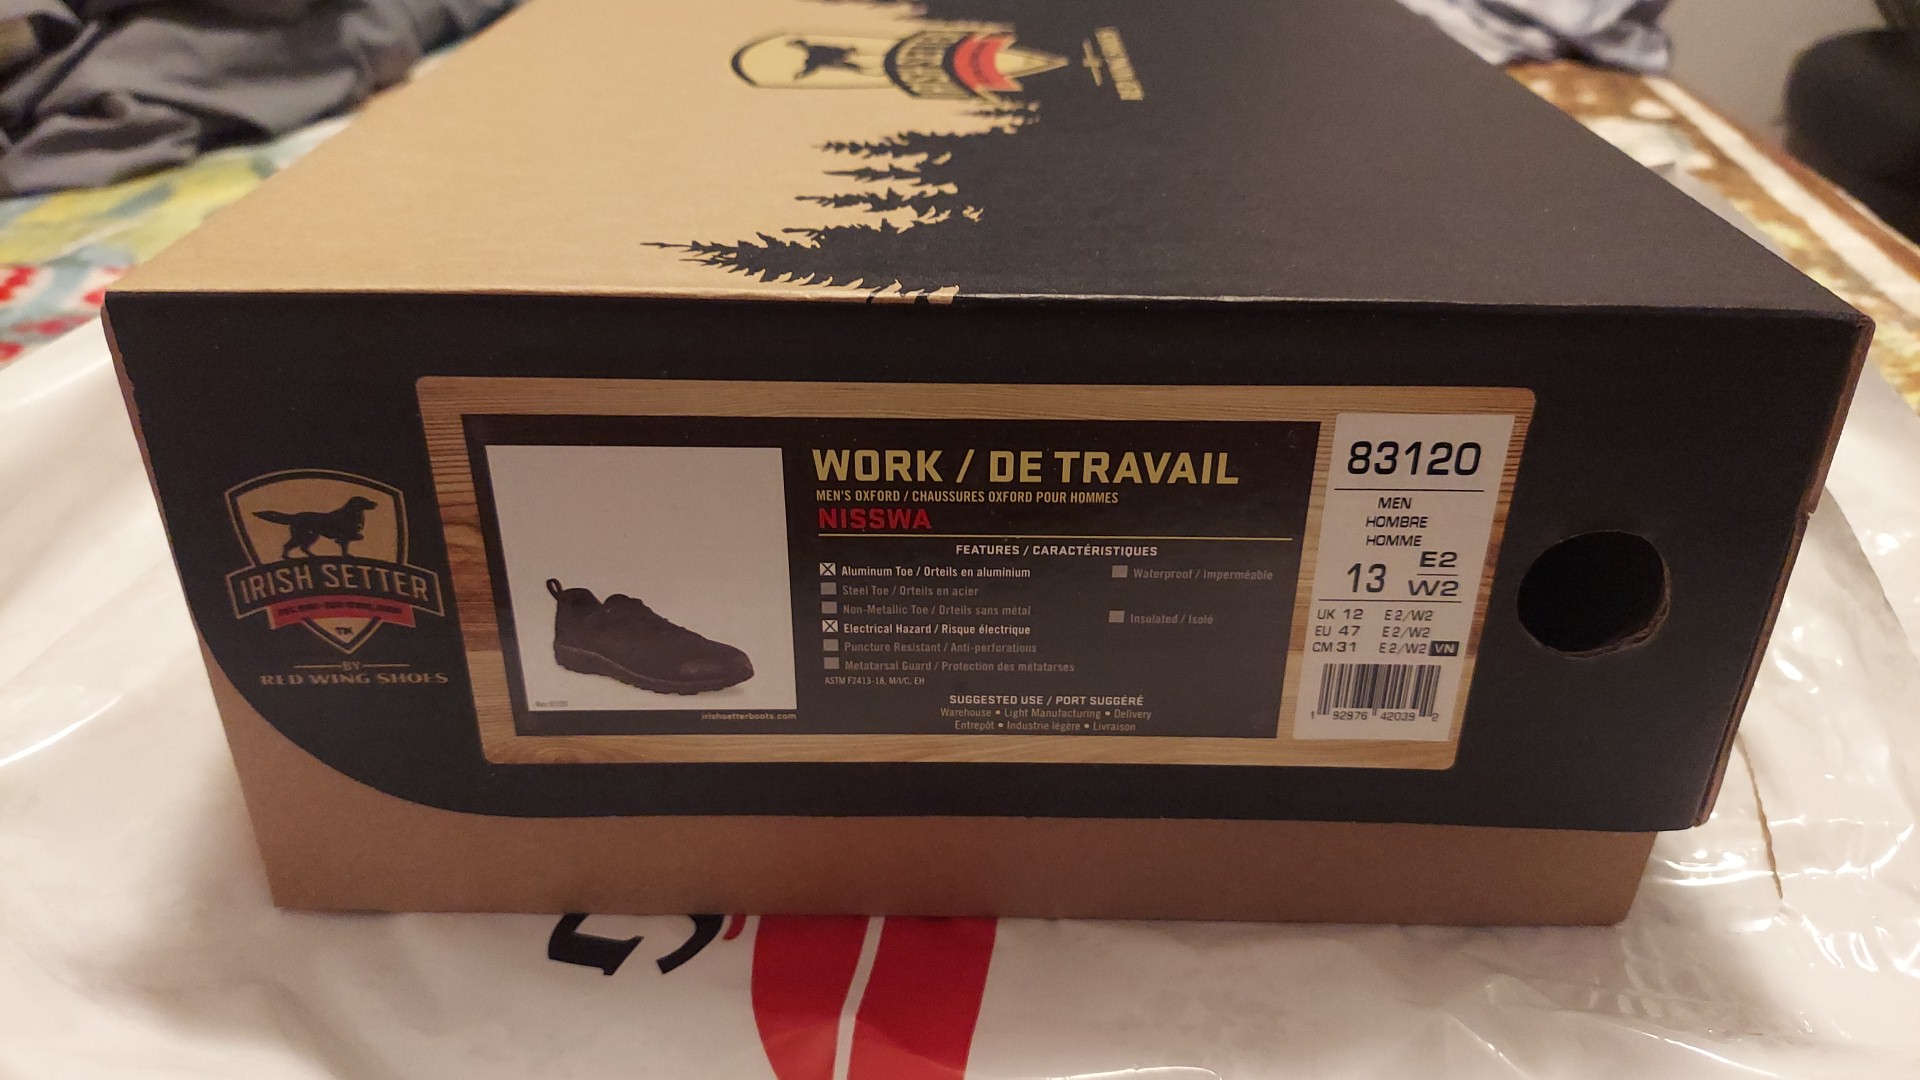 IRISH SETTER
TM
BY
RED WING SHOES
irishsetterboots.com
WORK / DE TRAVAIL
MEN'S OXFORD / CHAUSSURES OXFORD POUR HOMMES
NISSWA
FEATURES / CARACTÉRISTIQUES
Aluminum Toe / Orteils en aluminium
Steel Toe / Orteils en acier
Non-Metallic Toe / Orteils sans métal
Electrical Hazard / Risque électrique
Puncture Resistant / Anti-perforations
Metatarsal Guard / Protection des métatarses
Waterproof / Imperméable
Insulated / Isolé
ASTM F2413-18, M/I/C, EH
SUGGESTED USE / PORT SUGGÉRÉ
Warehouse • Light Manufacturing • Delivery
Entrepôt • Industrie légère • Livraison
83120
MEN
HOMBRE
HOMME
13 E2
W2
UK 12 E2/W2
EU 47 E2/W2
CM 31 E2/W2 VN
1 92976 42039 2